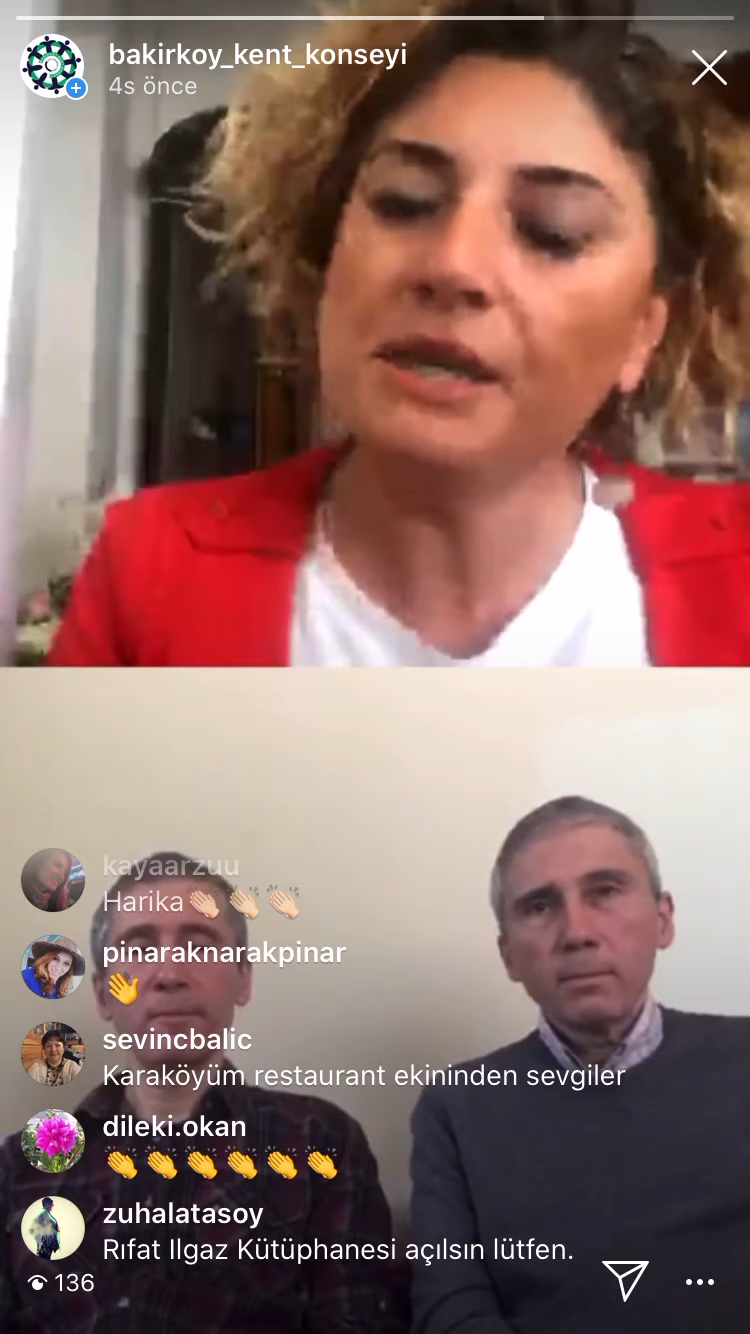 bakirkoy_kent_konseyi
4s önce
kayaarzuu
Harika👏🏻👏🏻👏🏻
pinaraknarakpinar
👋
sevincbalic
Karaköyüm restaurant ekininden sevgiler
dileki.okan
👏👏👏👏👏👏
zuhalatasoy
Rıfat Ilgaz Kütüphanesi açılsın lütfen.
136